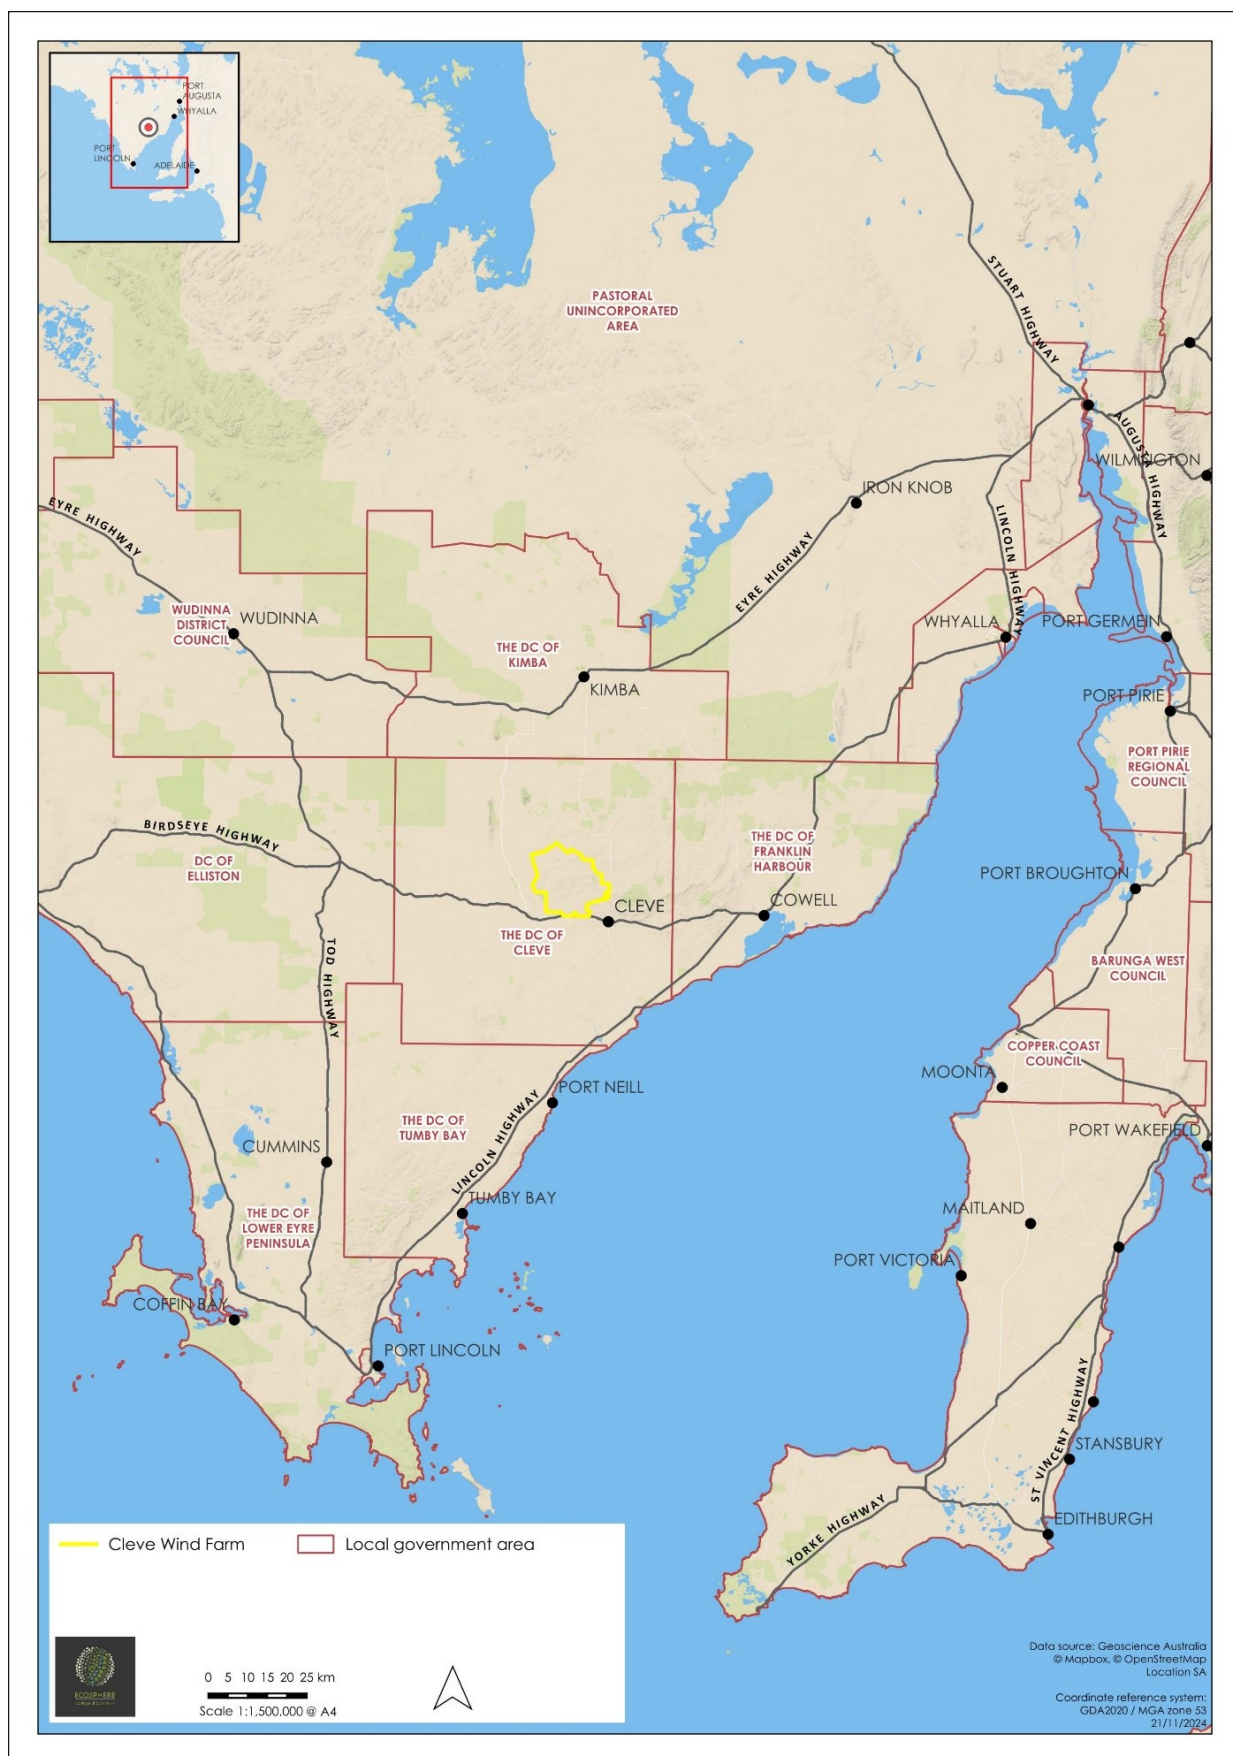 PORT
AUGUSTA
WHYALLA
PORT
LINCOLN
ADELAIDE
PASTORAL
UNINCORPORATED
AREA
STUART HIGHWAY
AUGUSTA HIGHWAY
WILMINGTON
IRON KNOB
EYRE HIGHWAY
LINCOLN HIGHWAY
EYRE HIGHWAY
WUDINNA
DISTRICT
COUNCIL
WUDINNA
WHYALLA
PORT GERMEIN
THE DC OF
KIMBA
KIMBA
PORT PIRIE
PORT PIRIE
REGIONAL
COUNCIL
BIRDSEYE HIGHWAY
DC OF
ELLISTON
THE DC OF
FRANKLIN
HARBOUR
PORT BROUGHTON
CLEVE
COWELL
THE DC OF
CLEVE
TOD HIGHWAY
BARUNGA WEST
COUNCIL
COPPER COAST
COUNCIL
MOONTA
PORT NEILL
THE DC OF
TUMBY BAY
LINCOLN HIGHWAY
PORT WAKEFIELD
CUMMINS
TUMBY BAY
THE DC OF
LOWER EYRE
PENINSULA
MAITLAND
PORT VICTORIA
COFFIN BAY
PORT LINCOLN
ST VINCENT HIGHWAY
STANSBURY
YORKE HIGHWAY
EDITHBURGH
Cleve Wind Farm
Local government area
ECOSPHERE
0 5 10 15 20 25 km
Scale 1:1,500,000 @ A4
Data source: Geoscience Australia
© Mapbox, © OpenStreetMap
Location SA
Coordinate reference system:
GDA2020 / MGA zone 53
21/11/2024